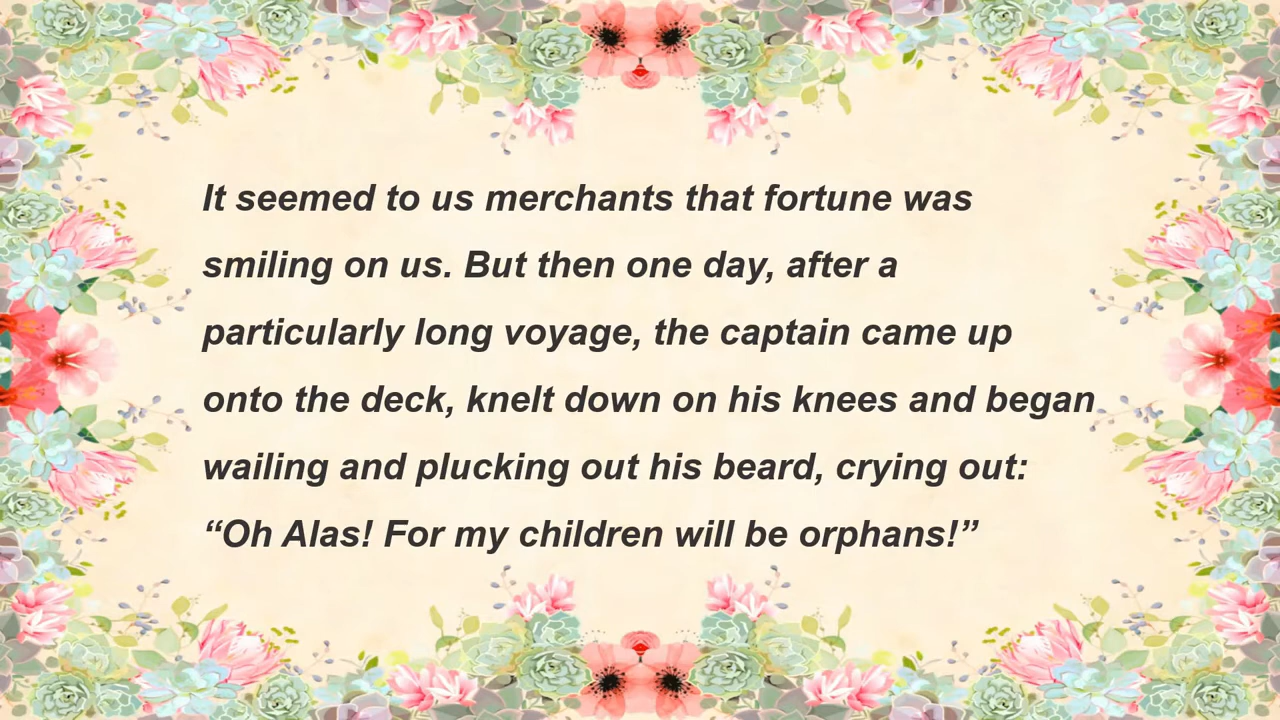 It seemed to us merchants that fortune was
smiling on us. But then one day, after a
particularly long voyage, the captain came up
onto the deck, knelt down on his knees and began
wailing and plucking out his beard, crying out:
“Oh Alas! For my children will be orphans!”